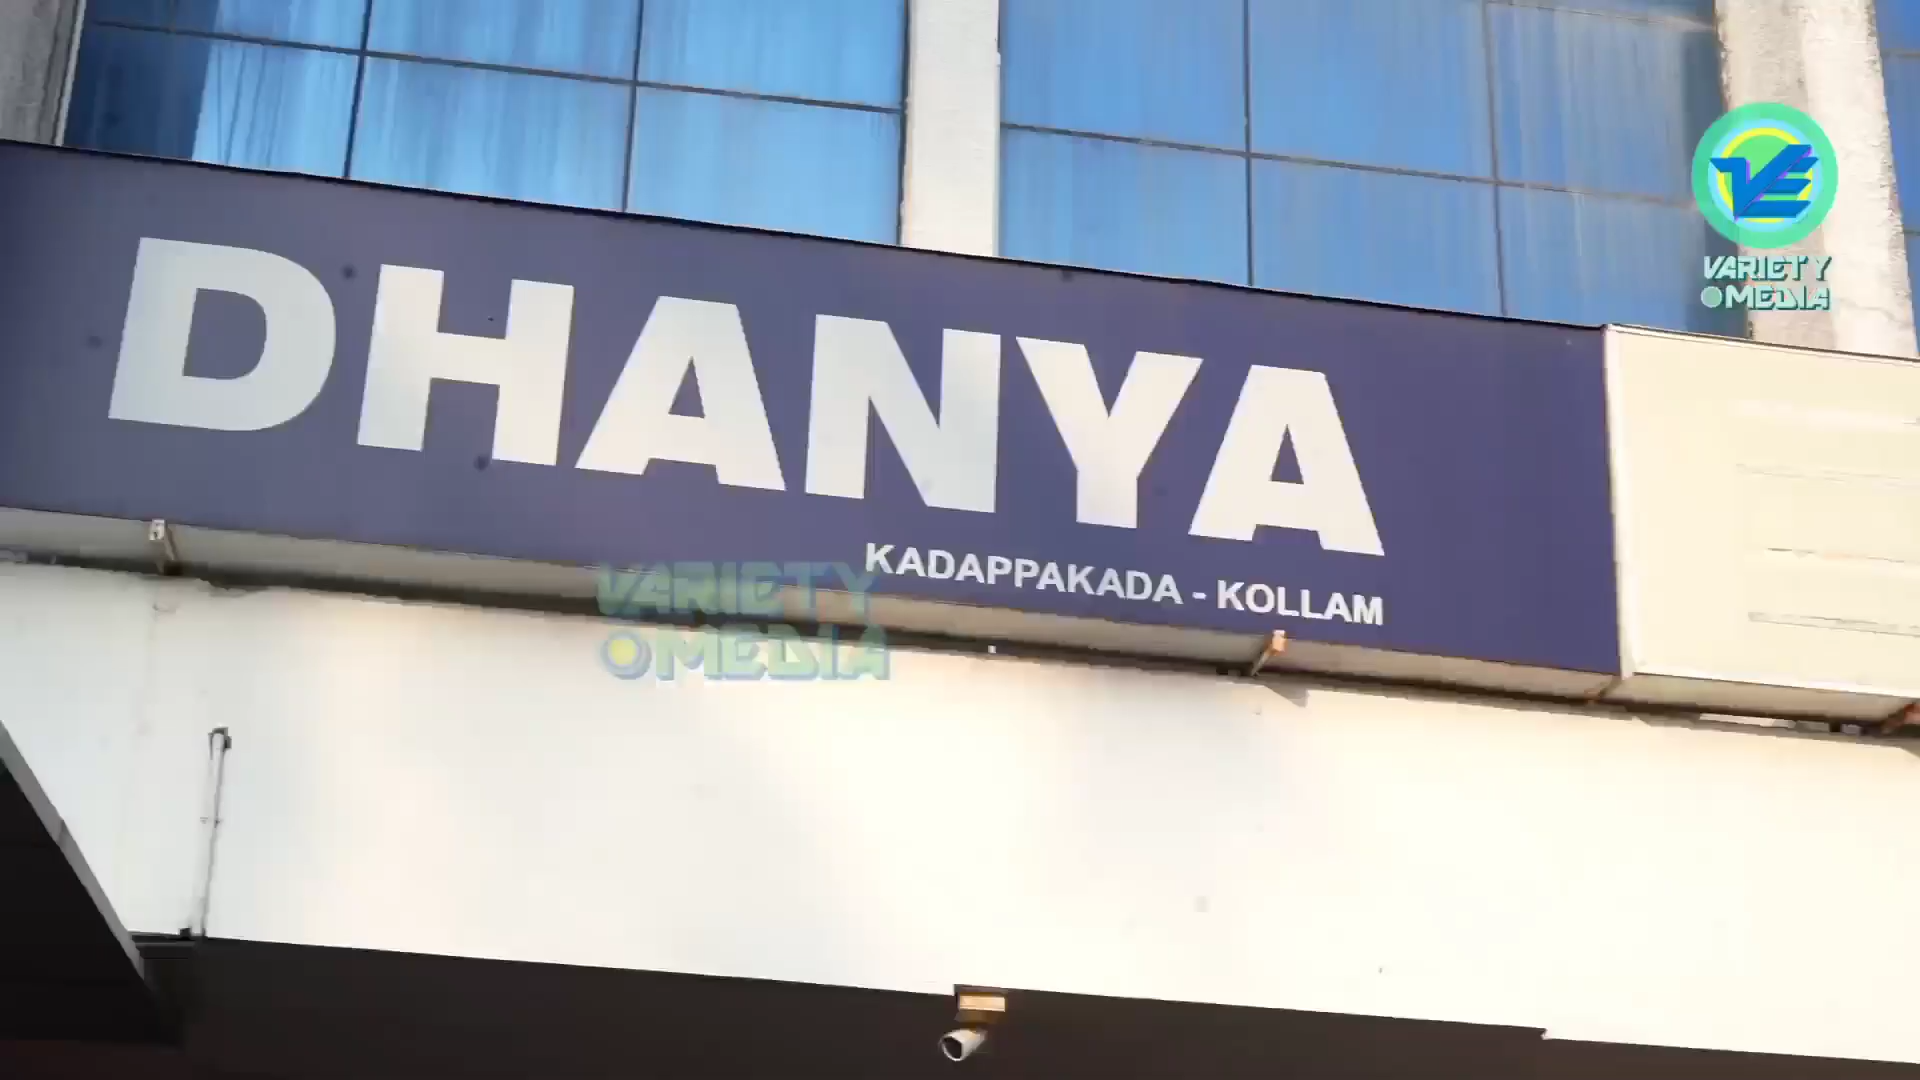 DHANYA
KADAPPAKADA - KOLLAM
VARIETY
MEDIA
VARIETY
MEDIA